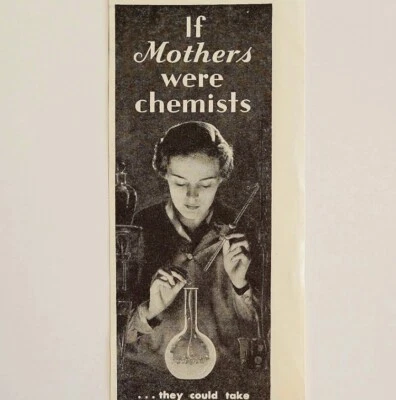 If
Mothers
were
chemists
...they could take